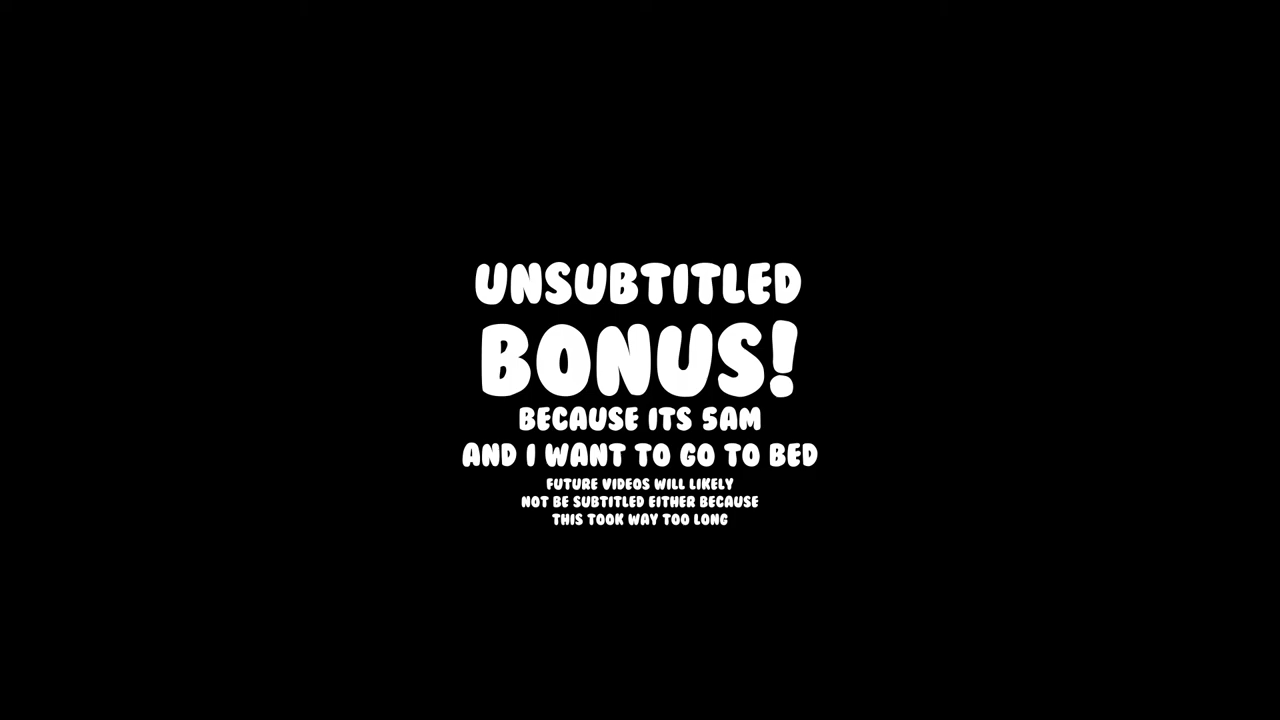 UNSUBTITLED
BONUS!
BECAUSE ITS 5AM
AND I WANT TO GO TO BED
FUTURE VIDEOS WILL LIKELY
NOT BE SUBTITLED EITHER BECAUSE
THIS TOOK WAY TOO LONG